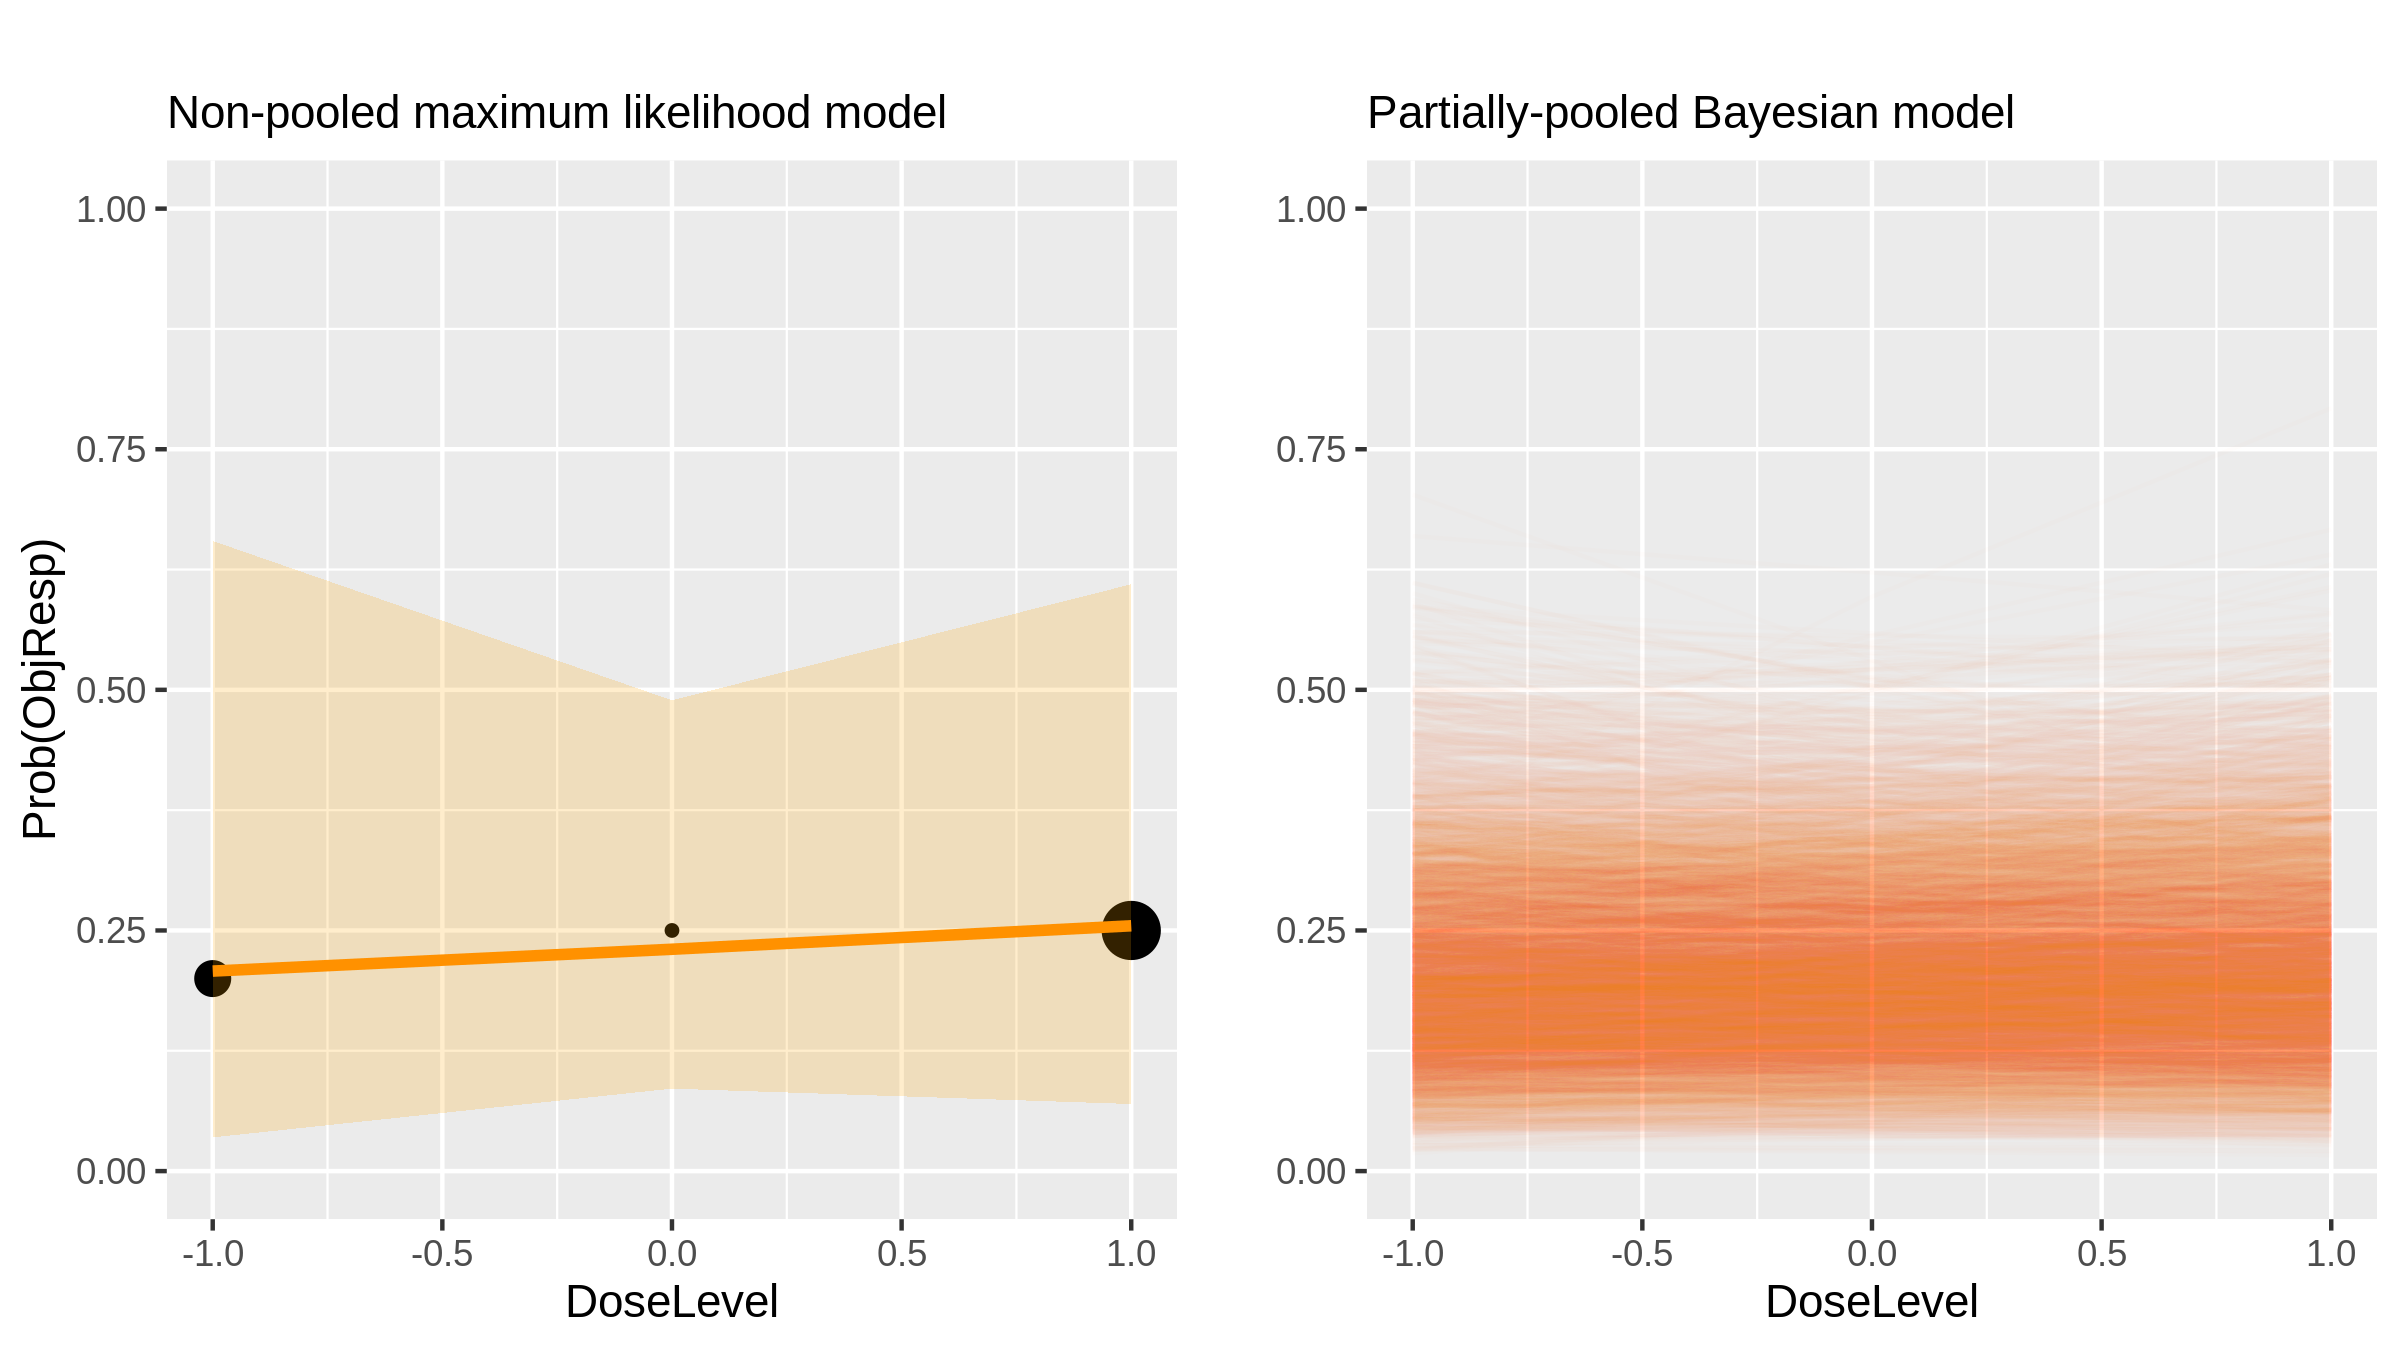 Non-pooled maximum likelihood model
Prob(ObjResp)
1.00
0.75
0.50
0.25
0.00
-1.0 -0.5 0.0 0.5 1.0
DoseLevel
Partially-pooled Bayesian model
1.00
0.75
0.50
0.25
0.00
-1.0 -0.5 0.0 0.5 1.0
DoseLevel